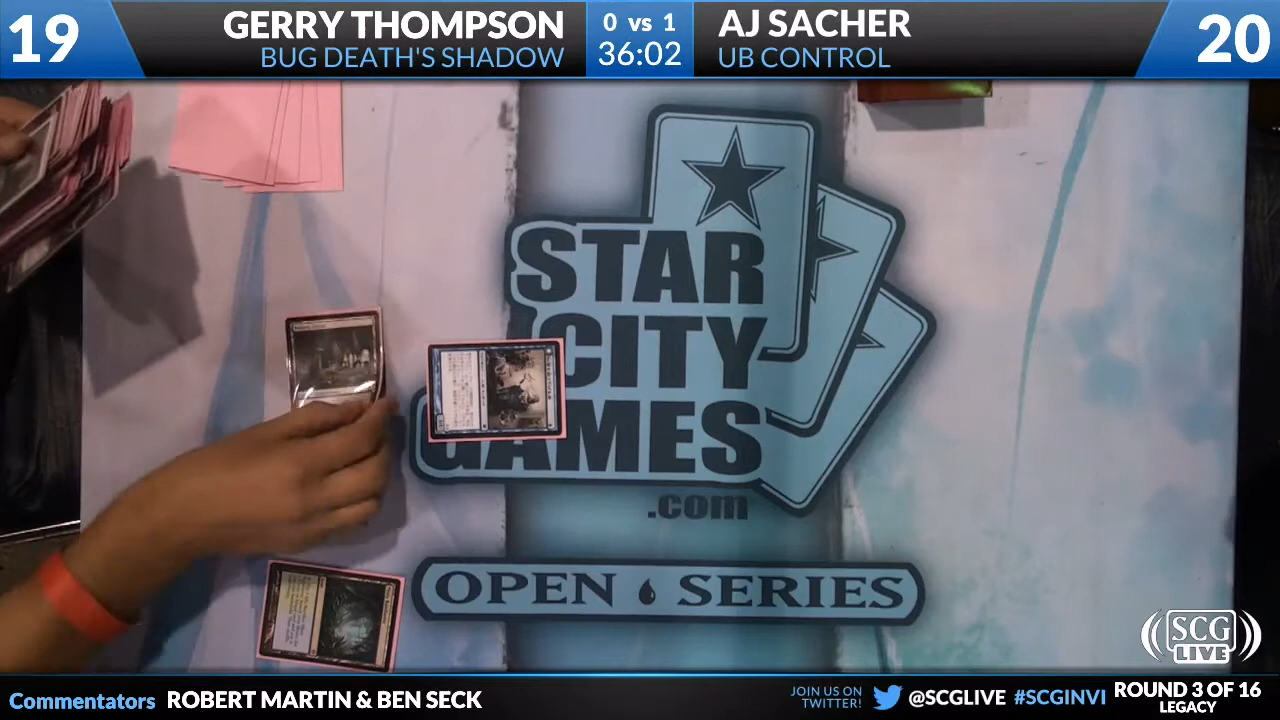 19
GERRY THOMPSON
BUG DEATH'S SHADOW
0 vs 1
36:02
AJ SACHER
UB CONTROL
20
STAR
CITY
GAMES
.com
OPEN SERIES
SCG
LIVE
Commentators ROBERT MARTIN & BEN SECK
JOIN US ON
TWITTER!
@SCGLIVE #SCGINVI
ROUND 3 OF 16
LEGACY